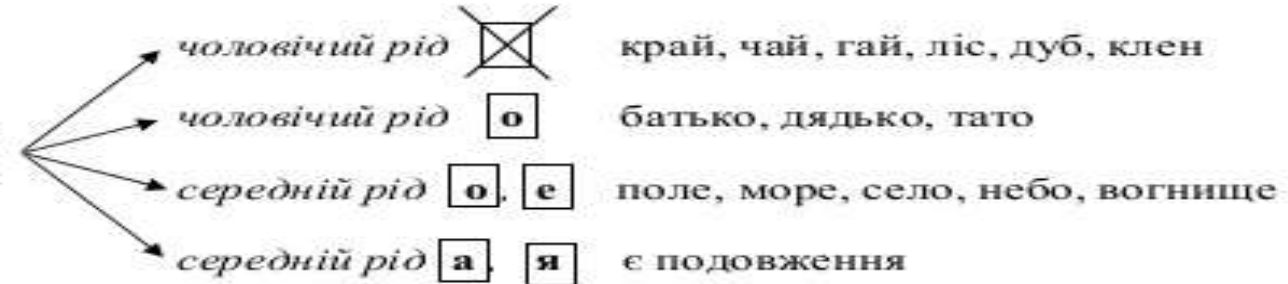 чоловічий рід край, чай, гай, ліс, дуб, клен
чоловічий рід о батько, дядько, тато
середній рід о, е поле, море, село, небо, вогнище
середній рід а, я є подовження